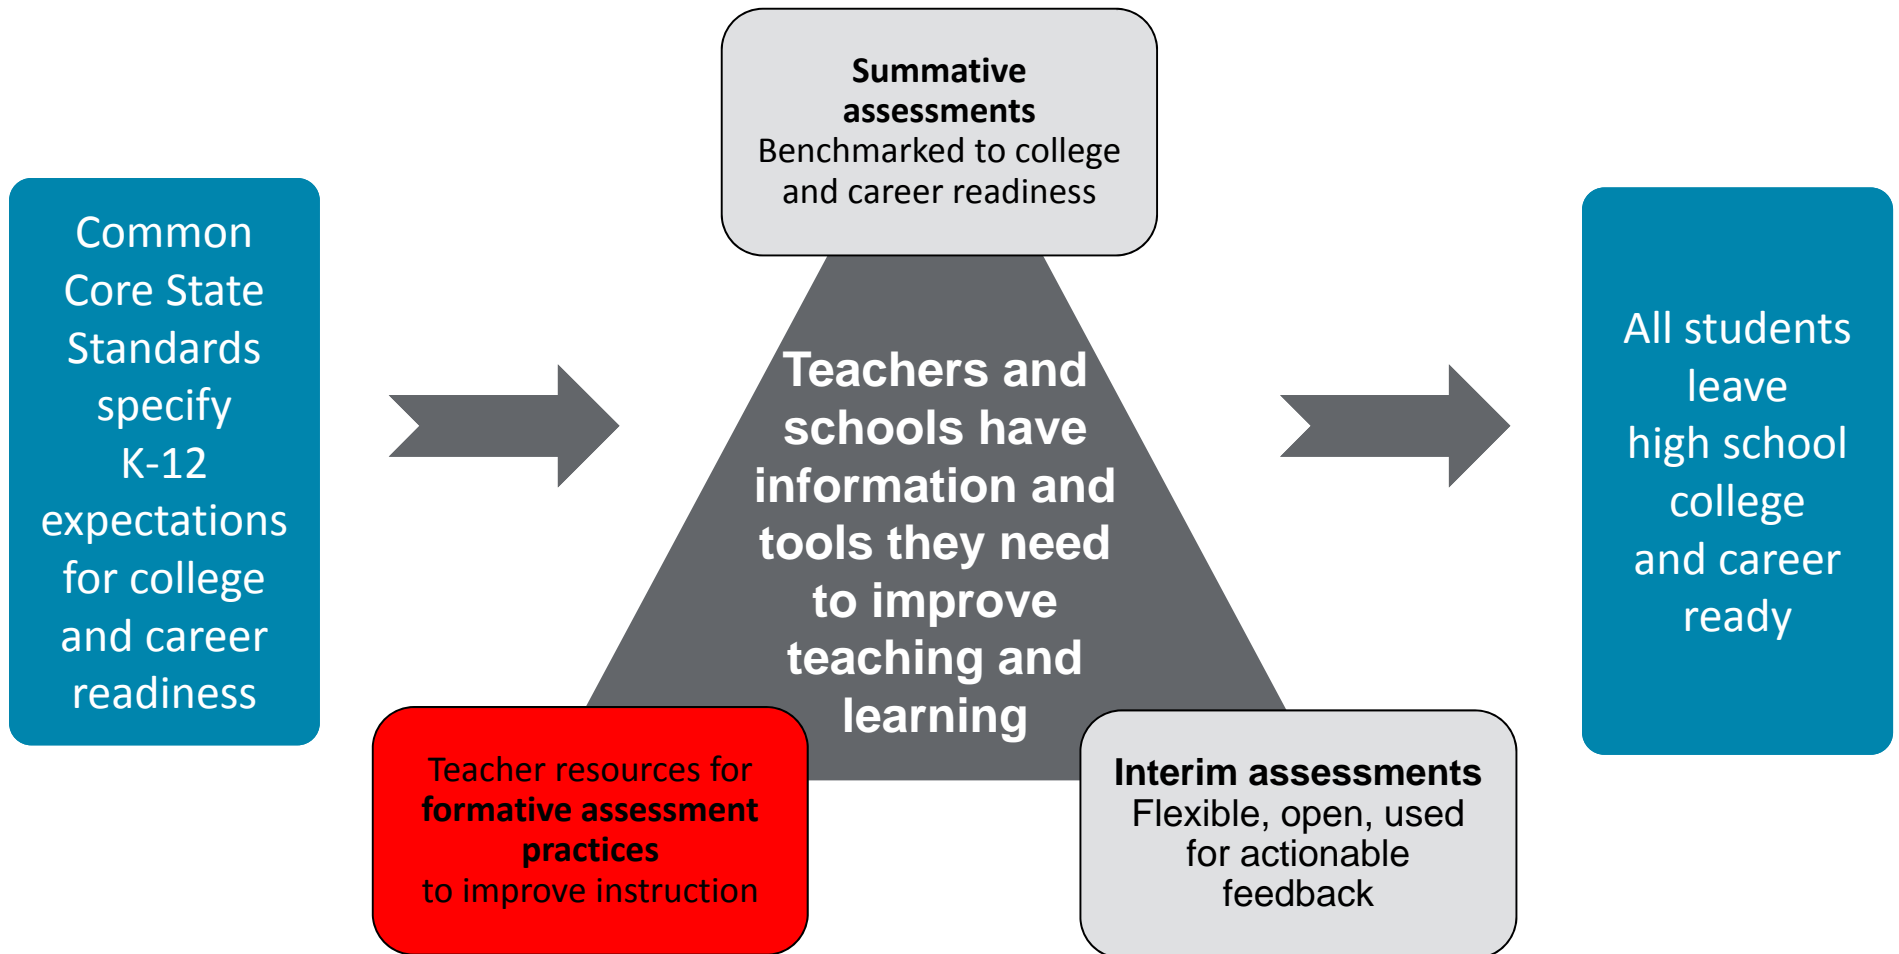 Summative
assessments
Benchmarked to college
and career readiness
Common
Core State
Standards
specify
K-12
expectations
for college
and career
readiness
Teachers and
schools have
information and
tools they need
to improve
teaching and
learning
All students
leave
high school
college
and career
ready
Teacher resources for
formative assessment
practices
to improve instruction
Interim assessments
Flexible, open, used
for actionable
feedback